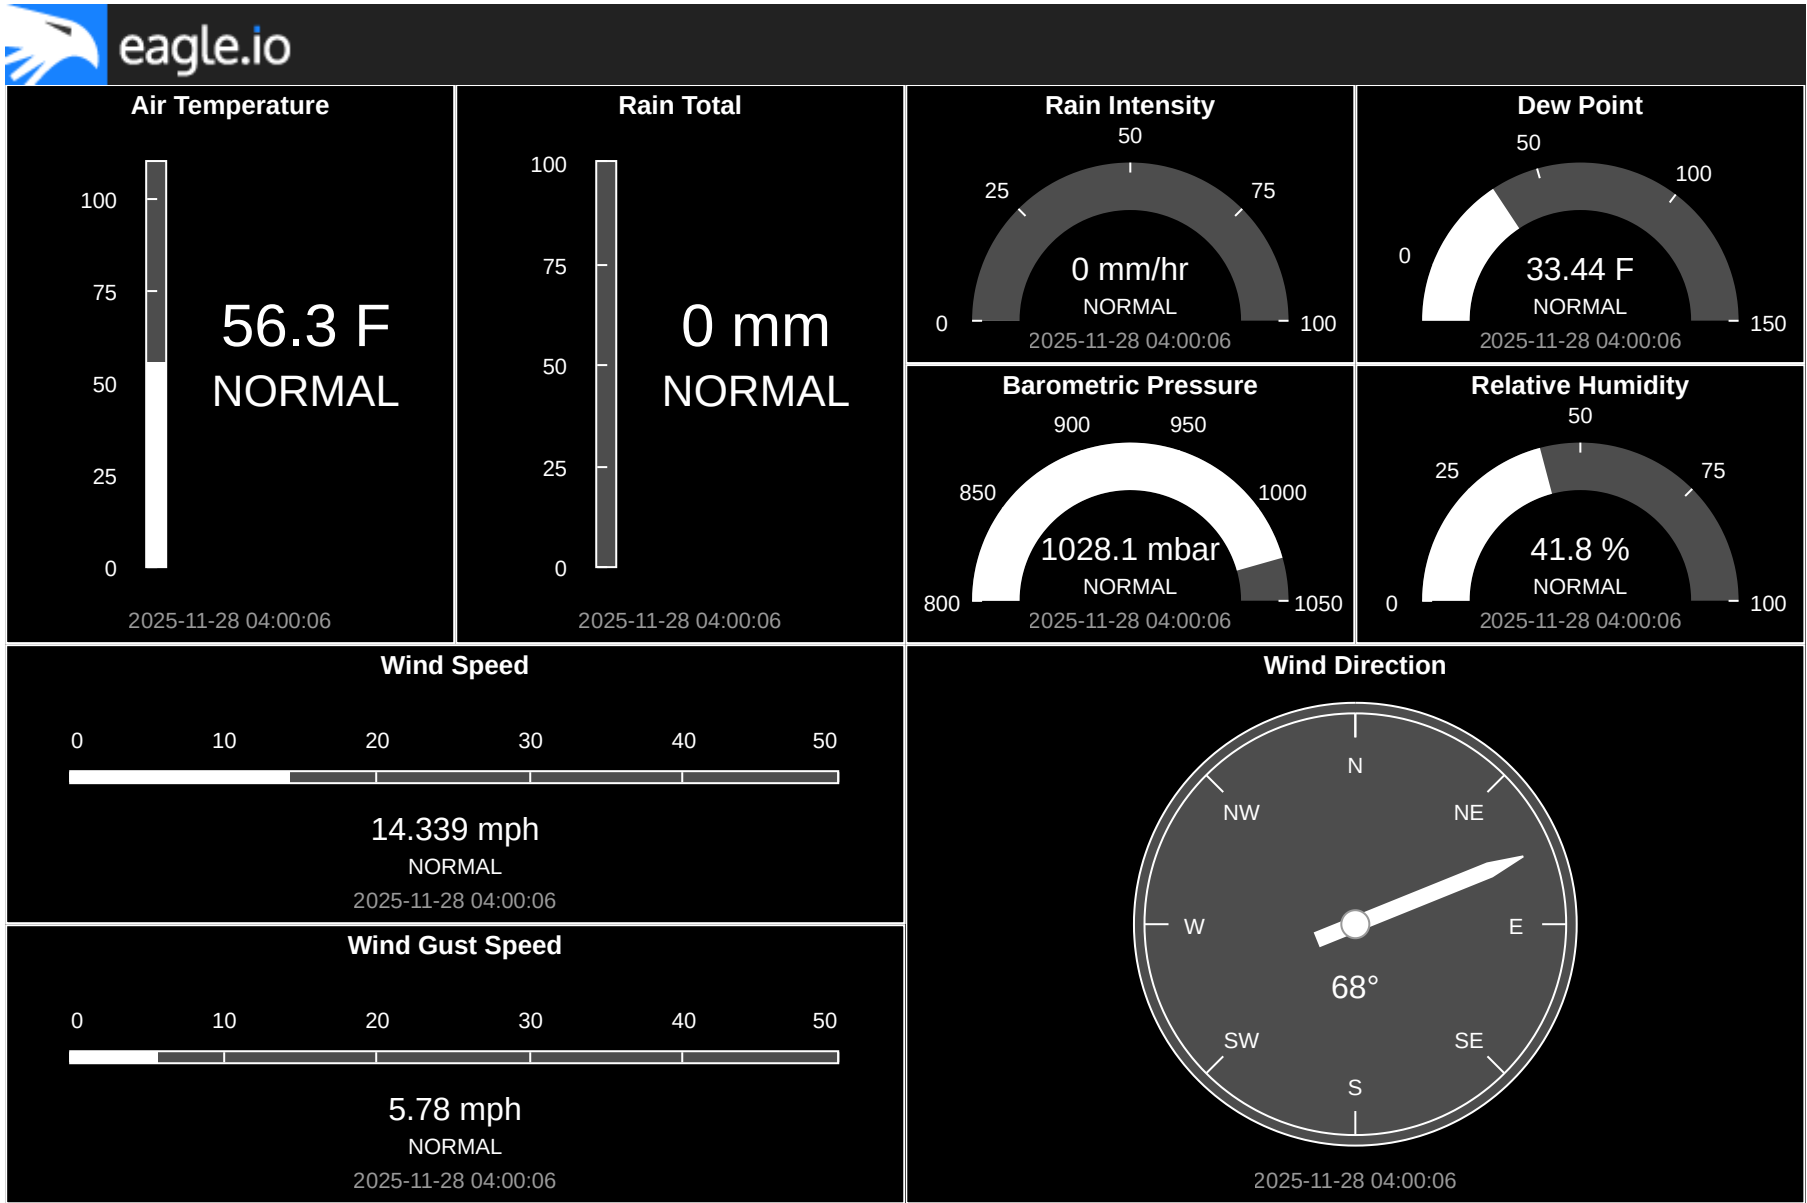 eagle.io
Air Temperature
100
75
50
25
0
56.3 F
NORMAL
2025-11-28 04:00:06
Rain Total
100
75
50
25
0
0 mm
NORMAL
2025-11-28 04:00:06
Rain Intensity
50
25
75
0
100
0 mm/hr
NORMAL
2025-11-28 04:00:06
Dew Point
50
100
0
150
33.44 F
NORMAL
2025-11-28 04:00:06
Barometric Pressure
900
950
850
1000
800
1050
1028.1 mbar
NORMAL
2025-11-28 04:00:06
Relative Humidity
50
25
75
0
100
41.8 %
NORMAL
2025-11-28 04:00:06
Wind Speed
0 10 20 30 40 50
14.339 mph
NORMAL
2025-11-28 04:00:06
Wind Gust Speed
0 10 20 30 40 50
5.78 mph
NORMAL
2025-11-28 04:00:06
Wind Direction
N
NW
NE
W
E
68°
SW
SE
S
2025-11-28 04:00:06